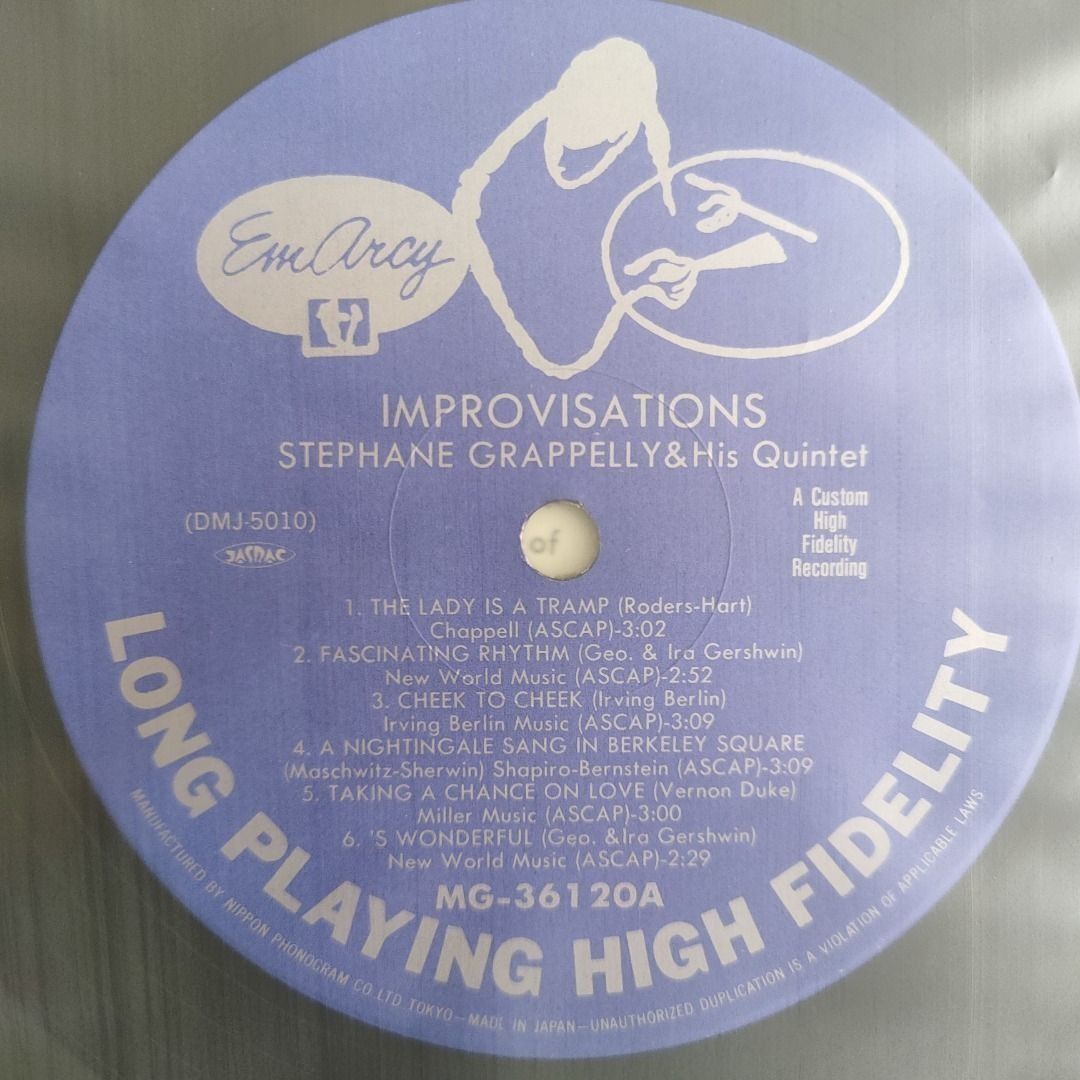 EmArcy
IMPROVISATIONS
STEPHANE GRAPPELLY&His Quintet
(DMJ-5010)
JASRAC
A Custom
High
Fidelity
Recording
of
1. THE LADY IS A TRAMP (Roders-Hart)
Chappell (ASCAP)-3:02
2. FASCINATING RHYTHM (Geo. & Ira Gershwin)
New World Music (ASCAP)-2:52
3. CHEEK TO CHEEK (Irving Berlin)
Irving Berlin Music (ASCAP)-3:09
4. A NIGHTINGALE SANG IN BERKELEY SQUARE
(Maschwitz-Sherwin) Shapiro-Bernstein (ASCAP)-3:09
5. TAKING A CHANCE ON LOVE (Vernon Duke)
Miller Music (ASCAP)-3:00
6. 'S WONDERFUL (Geo. &Ira Gershwin)
New World Music (ASCAP)-2:29
MG-36120A
LONG PLAYING HIGH FIDELITY
MANUFACTURED BY NIPPON PHONOGRAM CO.,LTD. TOKYO—MADE IN JAPAN—UNAUTHORIZED DUPLICATION IS A VIOLATION OF APPLICABLE LAWS